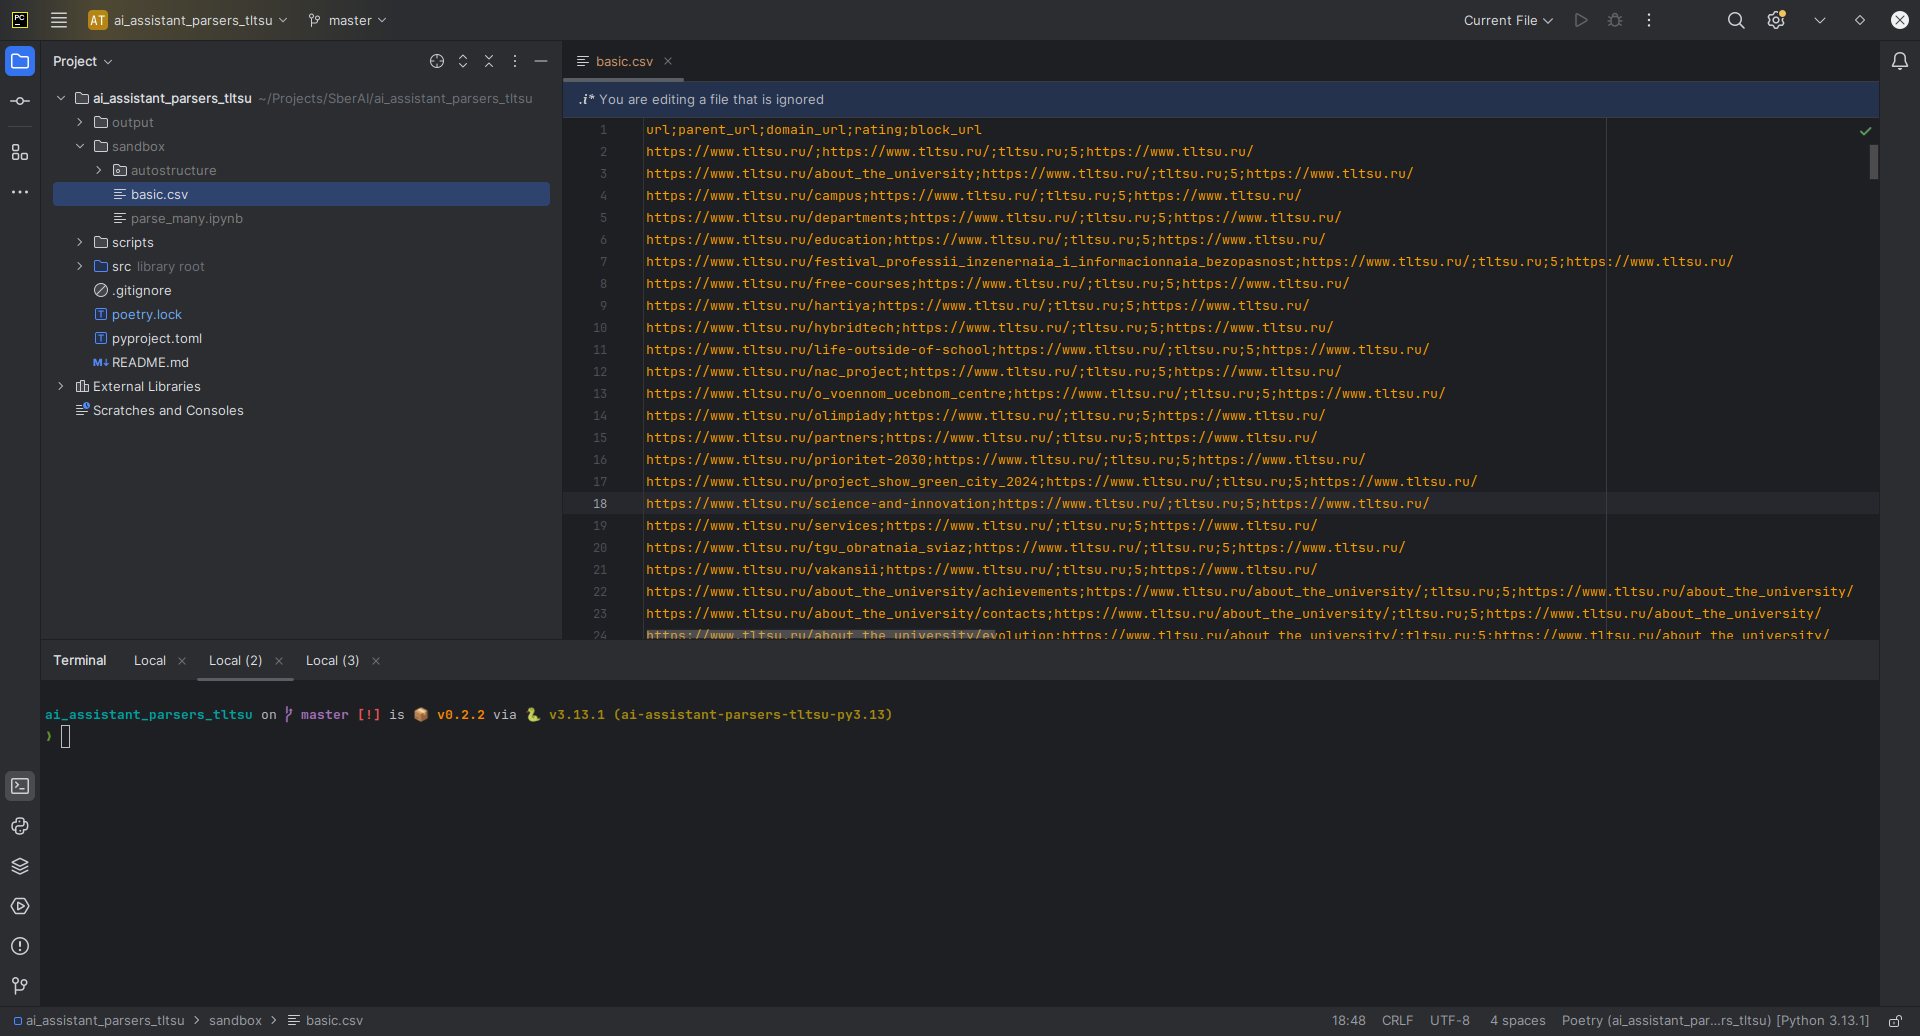 PC
AT ai_assistant_parsers_tltsu master Current File
Project
basic.csv
ai_assistant_parsers_tltsu ~/Projects/SberAI/ai_assistant_parsers_tltsu
output
sandbox
autostructure
basic.csv
parse_many.ipynb
scripts
src library root
.gitignore
poetry.lock
pyproject.toml
M↓ README.md
External Libraries
Scratches and Consoles
.i* You are editing a file that is ignored
1 url;parent_url;domain_url;rating;block_url
2 https://www.tltsu.ru/;https://www.tltsu.ru/;tltsu.ru;5;https://www.tltsu.ru/
3 https://www.tltsu.ru/about_the_university;https://www.tltsu.ru/;tltsu.ru;5;https://www.tltsu.ru/
4 https://www.tltsu.ru/campus;https://www.tltsu.ru/;tltsu.ru;5;https://www.tltsu.ru/
5 https://www.tltsu.ru/departments;https://www.tltsu.ru/;tltsu.ru;5;https://www.tltsu.ru/
6 https://www.tltsu.ru/education;https://www.tltsu.ru/;tltsu.ru;5;https://www.tltsu.ru/
7 https://www.tltsu.ru/festival_professii_inzenernaia_i_informacionnaia_bezopasnost;https://www.tltsu.ru/;tltsu.ru;5;https://www.tltsu.ru/
8 https://www.tltsu.ru/free-courses;https://www.tltsu.ru/;tltsu.ru;5;https://www.tltsu.ru/
9 https://www.tltsu.ru/hartiya;https://www.tltsu.ru/;tltsu.ru;5;https://www.tltsu.ru/
10 https://www.tltsu.ru/hybridtech;https://www.tltsu.ru/;tltsu.ru;5;https://www.tltsu.ru/
11 https://www.tltsu.ru/life-outside-of-school;https://www.tltsu.ru/;tltsu.ru;5;https://www.tltsu.ru/
12 https://www.tltsu.ru/nac_project;https://www.tltsu.ru/;tltsu.ru;5;https://www.tltsu.ru/
13 https://www.tltsu.ru/o_voennom_ucebnom_centre;https://www.tltsu.ru/;tltsu.ru;5;https://www.tltsu.ru/
14 https://www.tltsu.ru/olimpiady;https://www.tltsu.ru/;tltsu.ru;5;https://www.tltsu.ru/
15 https://www.tltsu.ru/partners;https://www.tltsu.ru/;tltsu.ru;5;https://www.tltsu.ru/
16 https://www.tltsu.ru/prioritet-2030;https://www.tltsu.ru/;tltsu.ru;5;https://www.tltsu.ru/
17 https://www.tltsu.ru/project_show_green_city_2024;https://www.tltsu.ru/;tltsu.ru;5;https://www.tltsu.ru/
18 https://www.tltsu.ru/science-and-innovation;https://www.tltsu.ru/;tltsu.ru;5;https://www.tltsu.ru/
19 https://www.tltsu.ru/services;https://www.tltsu.ru/;tltsu.ru;5;https://www.tltsu.ru/
20 https://www.tltsu.ru/tgu_obratnaia_sviaz;https://www.tltsu.ru/;tltsu.ru;5;https://www.tltsu.ru/
21 https://www.tltsu.ru/vakansii;https://www.tltsu.ru/;tltsu.ru;5;https://www.tltsu.ru/
22 https://www.tltsu.ru/about_the_university/achievements;https://www.tltsu.ru/about_the_university/;tltsu.ru;5;https://www.tltsu.ru/about_the_university/
23 https://www.tltsu.ru/about_the_university/contacts;https://www.tltsu.ru/about_the_university/;tltsu.ru;5;https://www.tltsu.ru/about_the_university/
24 https://www.tltsu.ru/about_the_university/evolution;https://www.tltsu.ru/about_the_university/;tltsu.ru;5;https://www.tltsu.ru/about_the_university/
Terminal Local Local (2) Local (3)
ai_assistant_parsers_tltsu on master [!] is 📦 v0.2.2 via 🐍 v3.13.1 (ai-assistant-parsers-tltsu-py3.13)
❯
ai_assistant_parsers_tltsu > sandbox > basic.csv 18:48 CRLF UTF-8 4 spaces Poetry (ai_assistant_par...rs_tltsu) [Python 3.13.1]